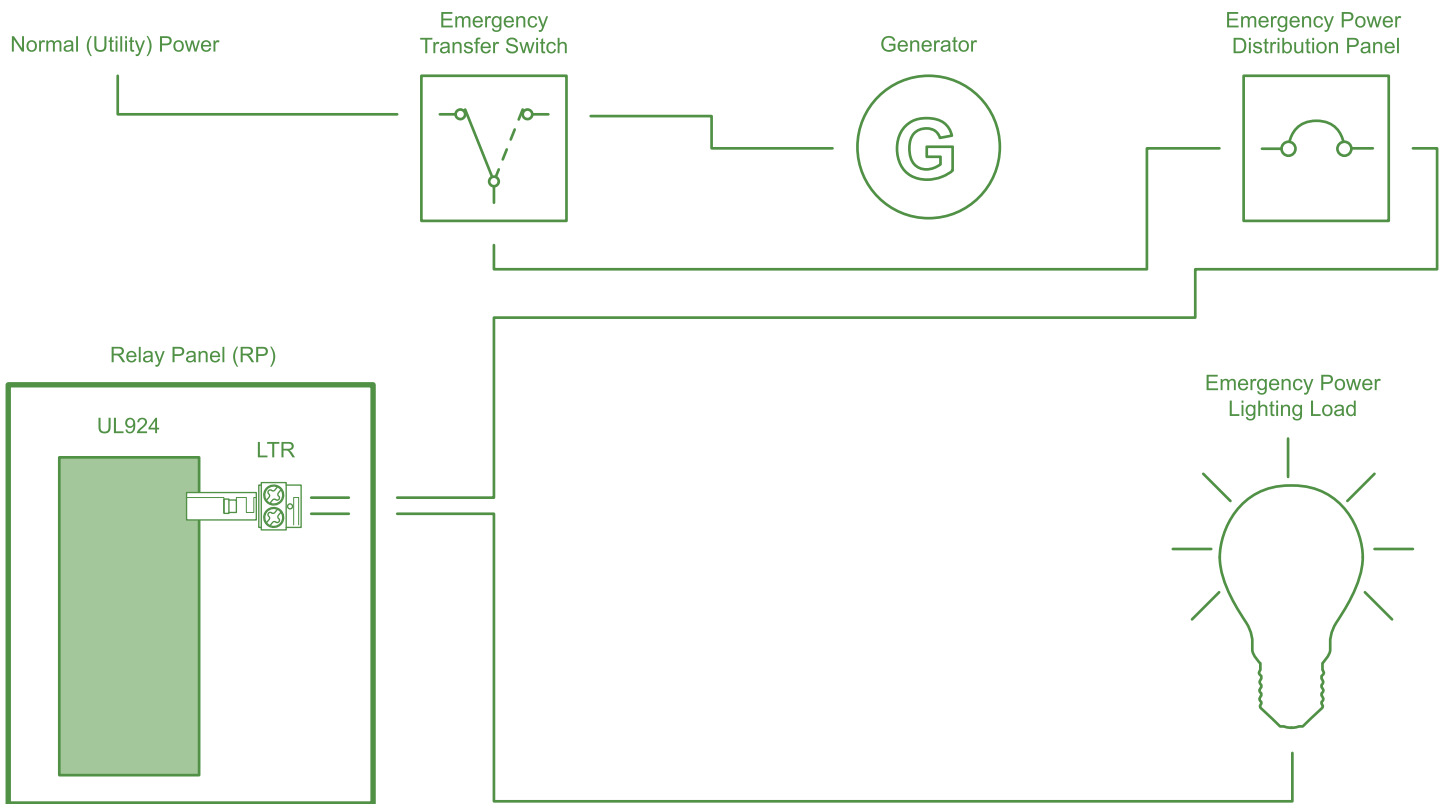 Normal (Utility) Power
Emergency
Transfer Switch
Generator
Emergency Power
Distribution Panel
G
Relay Panel (RP)
UL924
LTR
Emergency Power
Lighting Load